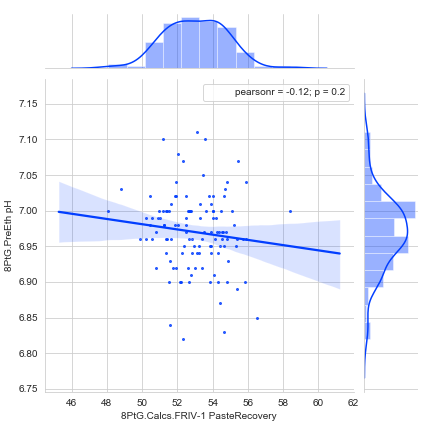 pearsonr = -0.12; p = 0.2
7.15
7.10
7.05
7.00
6.95
6.90
6.85
6.80
6.75
8PtG.PreEth pH
46 48 50 52 54 56 58 60 62
8PtG.Calcs.FRIV-1 PasteRecovery